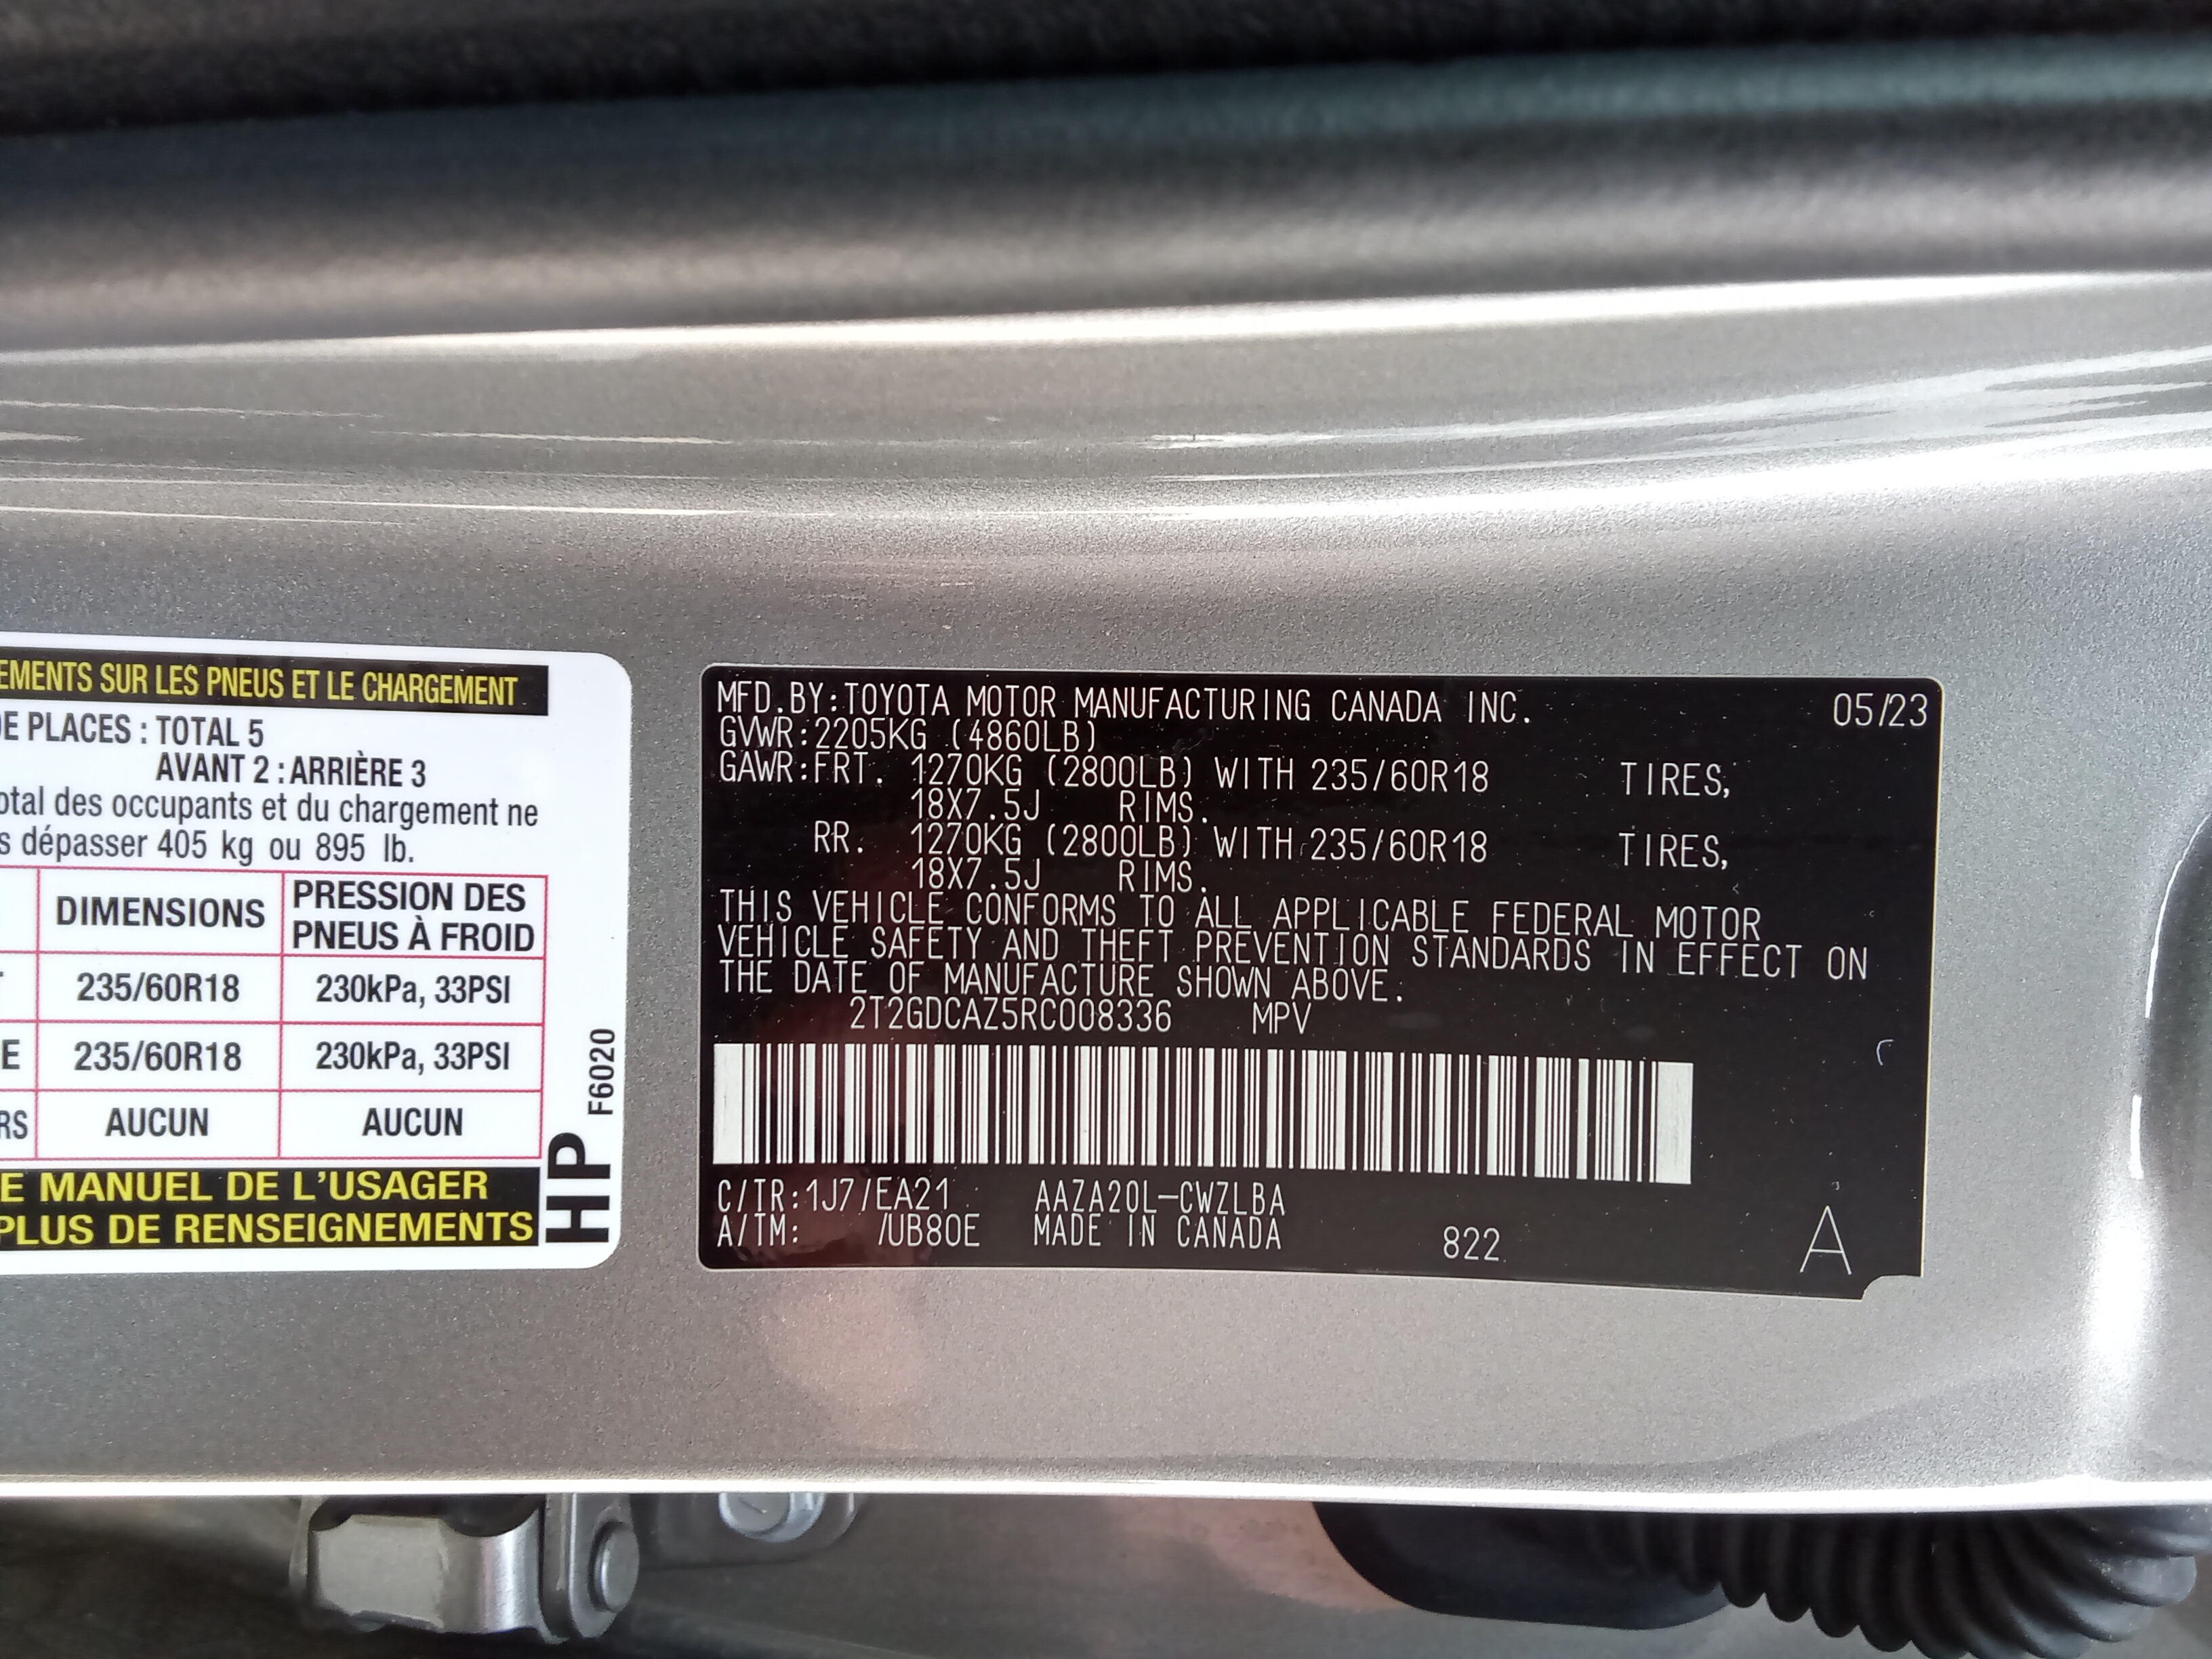 EMENTS SUR LES PNEUS ET LE CHARGEMENT
DE PLACES : TOTAL 5
AVANT 2 : ARRIÈRE 3
otal des occupants et du chargement ne
s dépasser 405 kg ou 895 lb.
DIMENSIONS
PRESSION DES
PNEUS À FROID
235/60R18 230kPa, 33PSI
E 235/60R18 230kPa, 33PSI
RS AUCUN AUCUN
E MANUEL DE L'USAGER
PLUS DE RENSEIGNEMENTS
HP F6020
MFD.BY:TOYOTA MOTOR MANUFACTURING CANADA INC. 05/23
GVWR:2205KG (4860LB)
GAWR:FRT. 1270KG (2800LB) WITH 235/60R18 TIRES,
18X7.5J RIMS.
RR. 1270KG (2800LB) WITH 235/60R18 TIRES,
18X7.5J RIMS.
THIS VEHICLE CONFORMS TO ALL APPLICABLE FEDERAL MOTOR
VEHICLE SAFETY AND THEFT PREVENTION STANDARDS IN EFFECT ON
THE DATE OF MANUFACTURE SHOWN ABOVE.
2T2GDCAZ5RC008336 MPV
C/TR:1J7/EA21 AAZA20L-CWZLBA
A/TM: /UB80E MADE IN CANADA 822 A